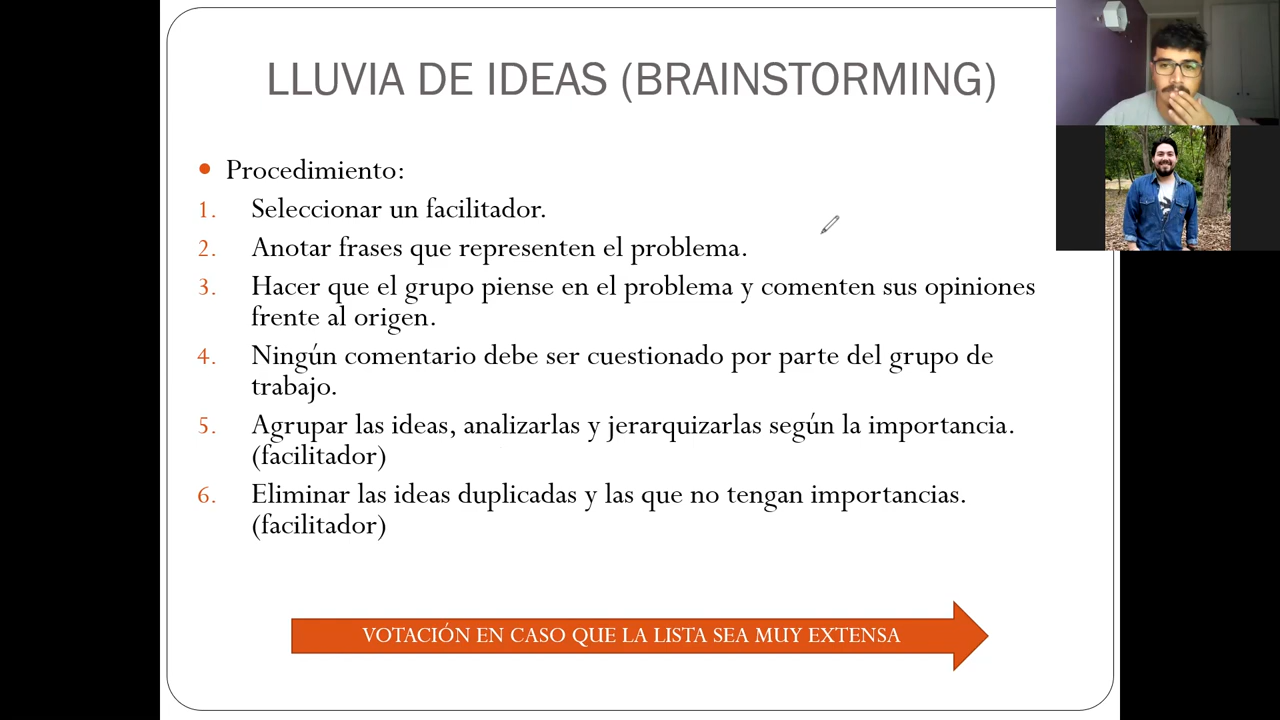 LLUVIA DE IDEAS (BRAINSTORMING)
• Procedimiento:
1. Seleccionar un facilitador.
2. Anotar frases que representen el problema.
3. Hacer que el grupo piense en el problema y comenten sus opiniones
frente al origen.
4. Ningún comentario debe ser cuestionado por parte del grupo de
trabajo.
5. Agrupar las ideas, analizarlas y jerarquizarlas según la importancia.
(facilitador)
6. Eliminar las ideas duplicadas y las que no tengan importancias.
(facilitador)
VOTACIÓN EN CASO QUE LA LISTA SEA MUY EXTENSA